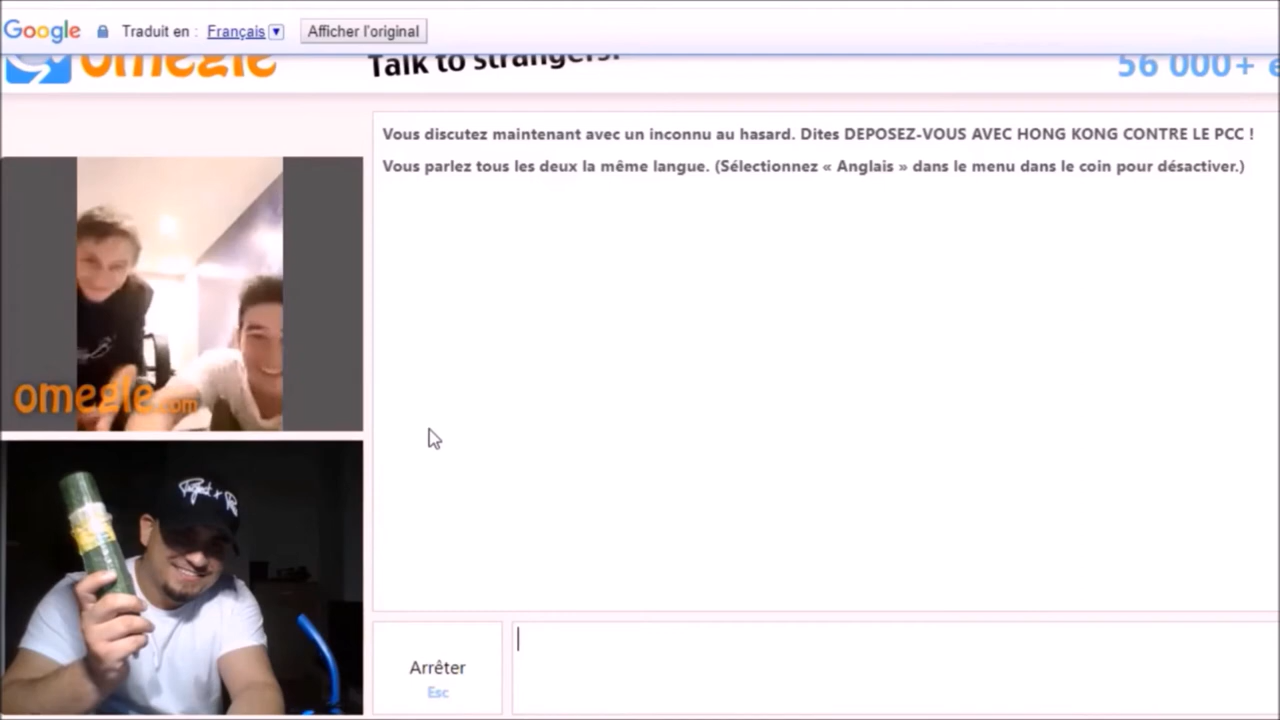 Google Traduit en : Français ▼ Afficher l'original
omegle Talk to strangers! 56 000+
Vous discutez maintenant avec un inconnu au hasard. Dites DEPOSEZ-VOUS AVEC HONG KONG CONTRE LE PCC !
Vous parlez tous les deux la même langue. (Sélectionnez « Anglais » dans le menu dans le coin pour désactiver.)
omegle.com
Arrêter
Esc